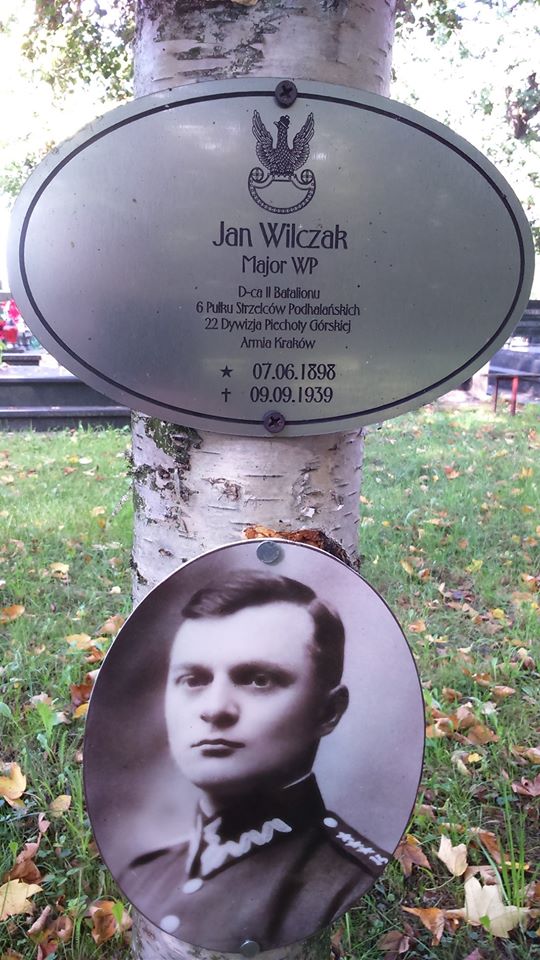 Jan Wilczak
Major WP
D-ca II Batalionu
6 Pułku Strzelców Podhalańskich
22 Dywizja Piechoty Górskiej
Armia Kraków
★ 07.06.1898
† 09.09.1939